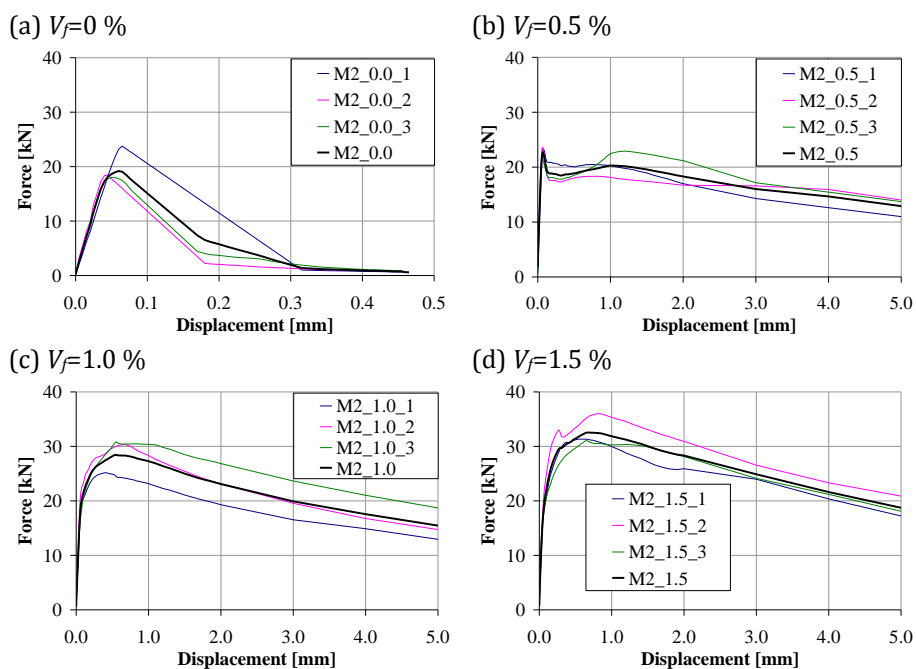 (a) Vf=0 %
40
30
20
10
0
Force [kN]
0.0 0.1 0.2 0.3 0.4 0.5
Displacement [mm]
M2_0.0_1
M2_0.0_2
M2_0.0_3
M2_0.0
(b) Vf=0.5 %
40
30
20
10
0
Force [kN]
0.0 1.0 2.0 3.0 4.0 5.0
Displacement [mm]
M2_0.5_1
M2_0.5_2
M2_0.5_3
M2_0.5
(c) Vf=1.0 %
40
30
20
10
0
Force [kN]
0.0 1.0 2.0 3.0 4.0 5.0
Displacement [mm]
M2_1.0_1
M2_1.0_2
M2_1.0_3
M2_1.0
(d) Vf=1.5 %
40
30
20
10
0
Force [kN]
0.0 1.0 2.0 3.0 4.0 5.0
Displacement [mm]
M2_1.5_1
M2_1.5_2
M2_1.5_3
M2_1.5